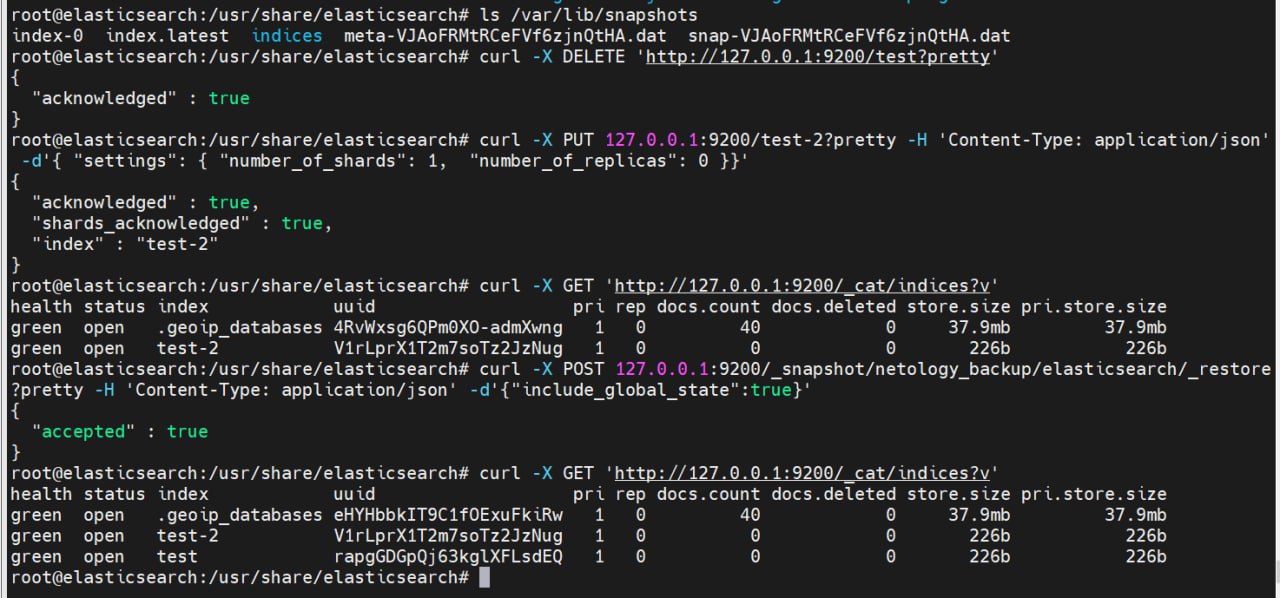 root@elasticsearch:/usr/share/elasticsearch# ls /var/lib/snapshots
index-0  index.latest  indices  meta-VJAoFRMtRCeFVf6zjnQtHA.dat  snap-VJAoFRMtRCeFVf6zjnQtHA.dat
root@elasticsearch:/usr/share/elasticsearch# curl -X DELETE 'http://127.0.0.1:9200/test?pretty'
{
  "acknowledged" : true
}
root@elasticsearch:/usr/share/elasticsearch# curl -X PUT 127.0.0.1:9200/test-2?pretty -H 'Content-Type: application/json'
 -d'{ "settings": { "number_of_shards": 1,  "number_of_replicas": 0 }}'
{
  "acknowledged" : true,
  "shards_acknowledged" : true,
  "index" : "test-2"
}
root@elasticsearch:/usr/share/elasticsearch# curl -X GET 'http://127.0.0.1:9200/_cat/indices?v'
health status index            uuid                   pri rep docs.count docs.deleted store.size pri.store.size
green  open   .geoip_databases 4RvWxsg6QPm0XO-admXwng   1   0         40            0     37.9mb         37.9mb
green  open   test-2           V1rLprX1T2m7soTz2JzNug   1   0          0            0       226b           226b
root@elasticsearch:/usr/share/elasticsearch# curl -X POST 127.0.0.1:9200/_snapshot/netology_backup/elasticsearch/_restore
?pretty -H 'Content-Type: application/json' -d'{"include_global_state":true}'
{
  "accepted" : true
}
root@elasticsearch:/usr/share/elasticsearch# curl -X GET 'http://127.0.0.1:9200/_cat/indices?v'
health status index            uuid                   pri rep docs.count docs.deleted store.size pri.store.size
green  open   .geoip_databases eHYHbbkIT9C1fOExuFkiRw   1   0         40            0     37.9mb         37.9mb
green  open   test-2           V1rLprX1T2m7soTz2JzNug   1   0          0            0       226b           226b
green  open   test             rapgGDGpQj63kglXFLsdEQ   1   0          0            0       226b           226b
root@elasticsearch:/usr/share/elasticsearch#